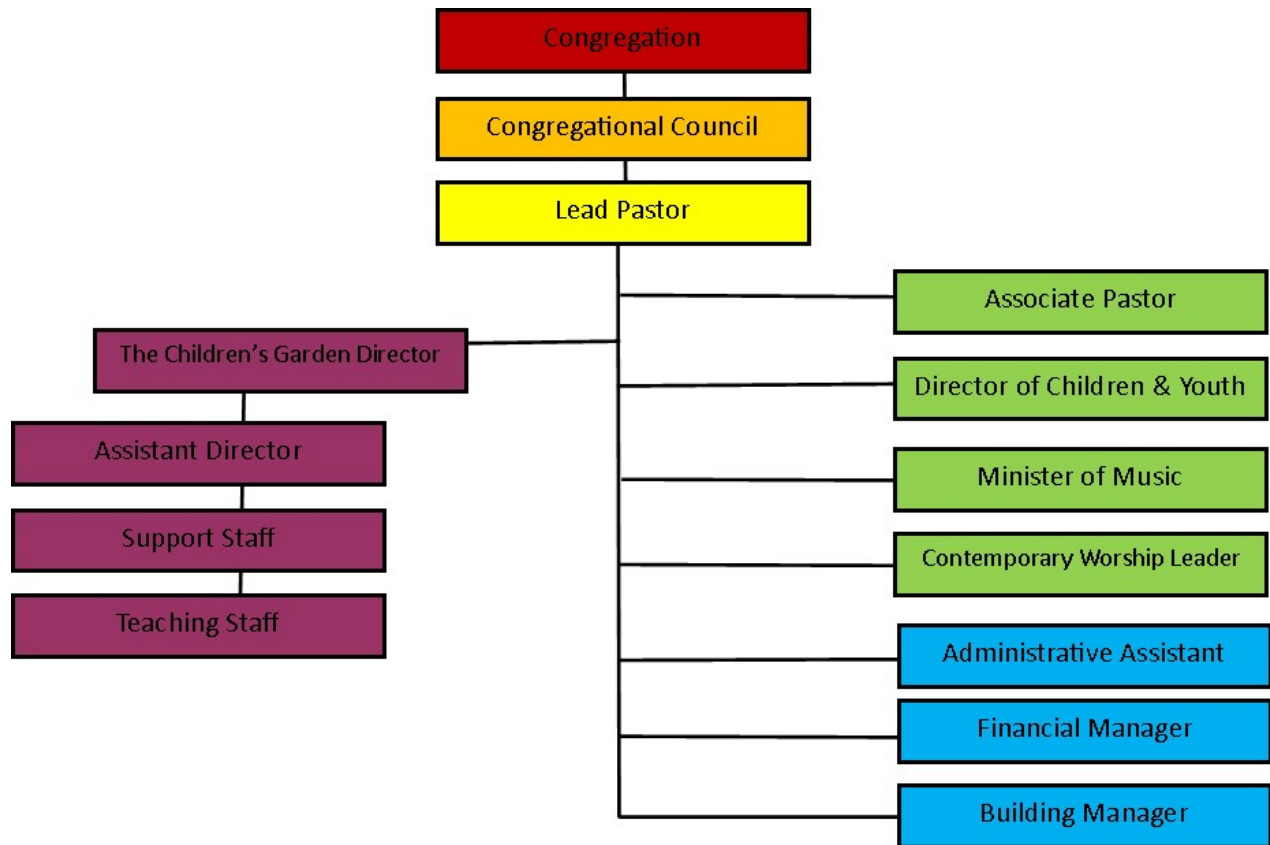 Congregation
Congregational Council
Lead Pastor
Associate Pastor
The Children’s Garden Director
Director of Children & Youth
Assistant Director
Minister of Music
Support Staff
Contemporary Worship Leader
Teaching Staff
Administrative Assistant
Financial Manager
Building Manager